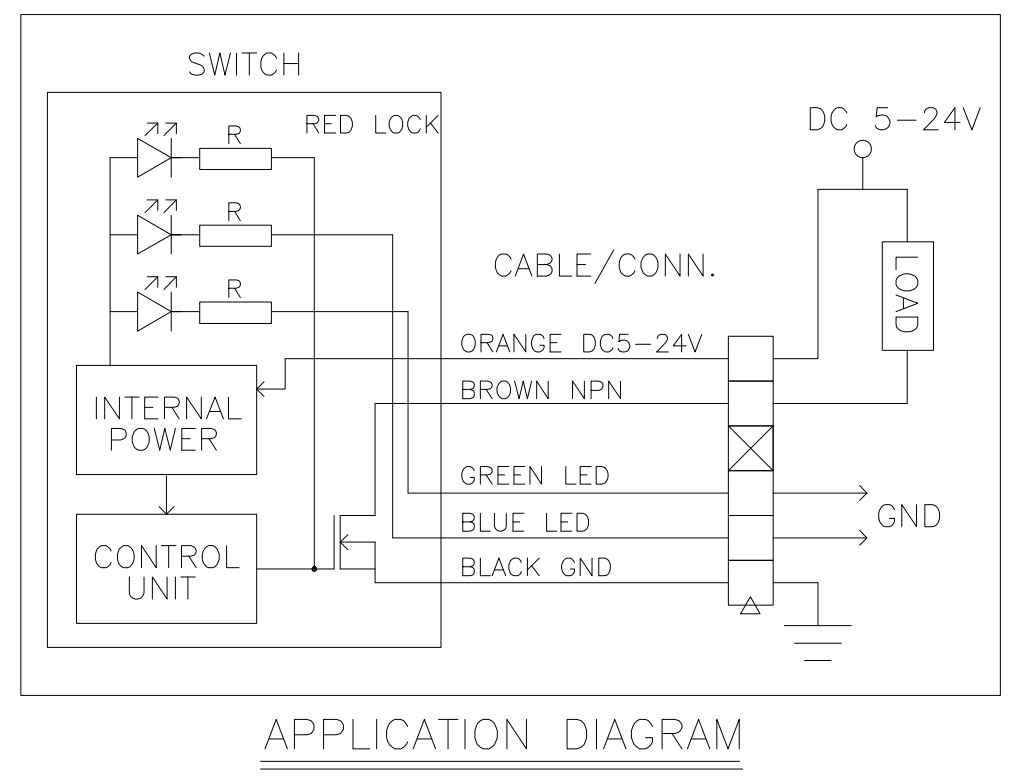 SWITCH
RED LOCK
R
R
R
DC 5-24V
LOAD
CABLE/CONN.
ORANGE DC5-24V
BROWN NPN
GREEN LED
BLUE LED
BLACK GND
GND
INTERNAL
POWER
CONTROL
UNIT
APPLICATION DIAGRAM